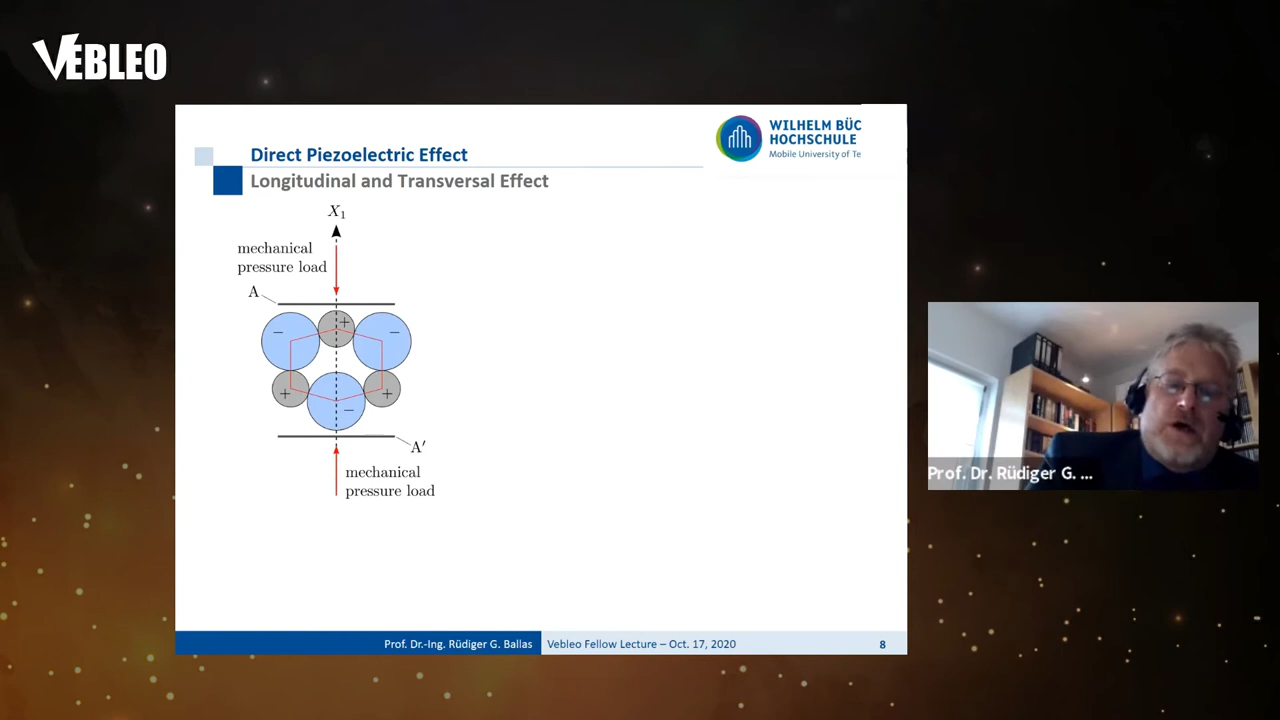 VEBLEO
WILHELM BÜC
HOCHSCHULE
Mobile University of Te
Direct Piezoelectric Effect
Longitudinal and Transversal Effect
X₁
mechanical
pressure load
A
+
− −
+ +
−
A′
mechanical
pressure load
Prof. Dr. Rüdiger G. ...
Prof. Dr.-Ing. Rüdiger G. Ballas
Vebleo Fellow Lecture – Oct. 17, 2020
8